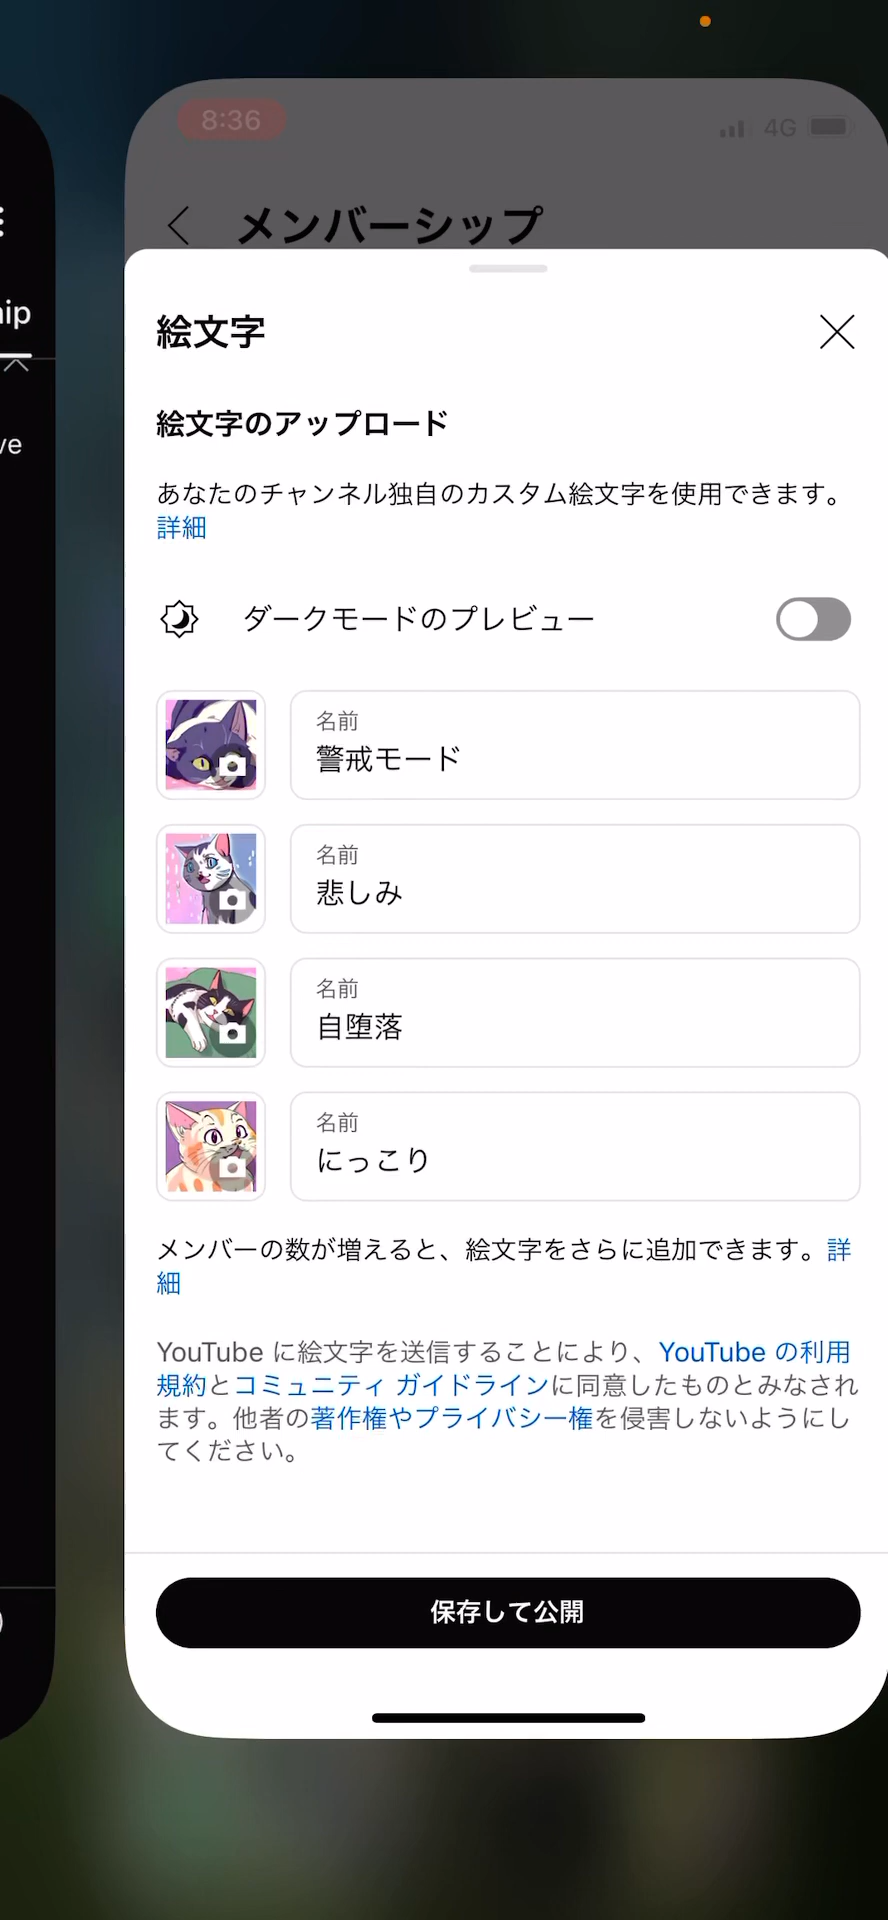 8:36
4G
メンバーシップ
絵文字
絵文字のアップロード
あなたのチャンネル独自のカスタム絵文字を使用できます。
詳細
ダークモードのプレビュー
名前
警戒モード
名前
悲しみ
名前
自堕落
名前
にっこり
メンバーの数が増えると、絵文字をさらに追加できます。詳
細
YouTube に絵文字を送信することにより、YouTube の利用
規約とコミュニティ ガイドラインに同意したものとみなされ
ます。他者の著作権やプライバシー権を侵害しないようにし
てください。
保存して公開